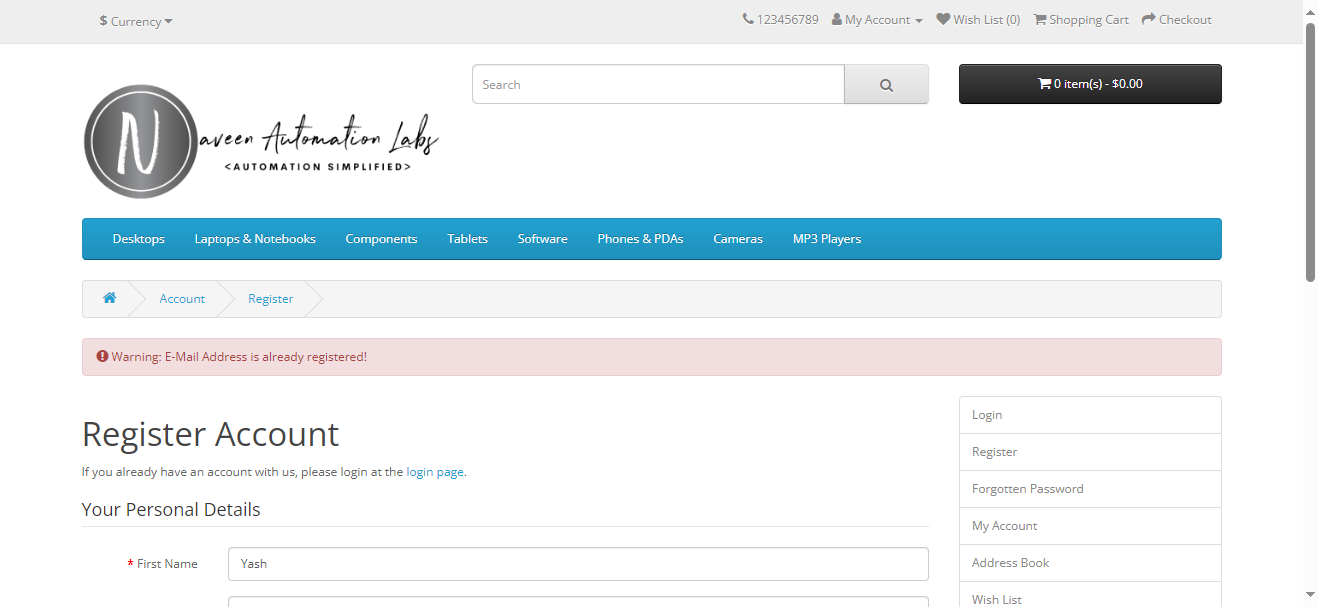 $ Currency
123456789 My Account Wish List (0) Shopping Cart Checkout
Search
0 item(s) - $0.00
N
aveen Automation Labs
<AUTOMATION SIMPLIFIED>
Desktops Laptops & Notebooks Components Tablets Software Phones & PDAs Cameras MP3 Players
Account Register
Warning: E-Mail Address is already registered!
Register Account
If you already have an account with us, please login at the login page.
Your Personal Details
* First Name
Yash
Login
Register
Forgotten Password
My Account
Address Book
Wish List